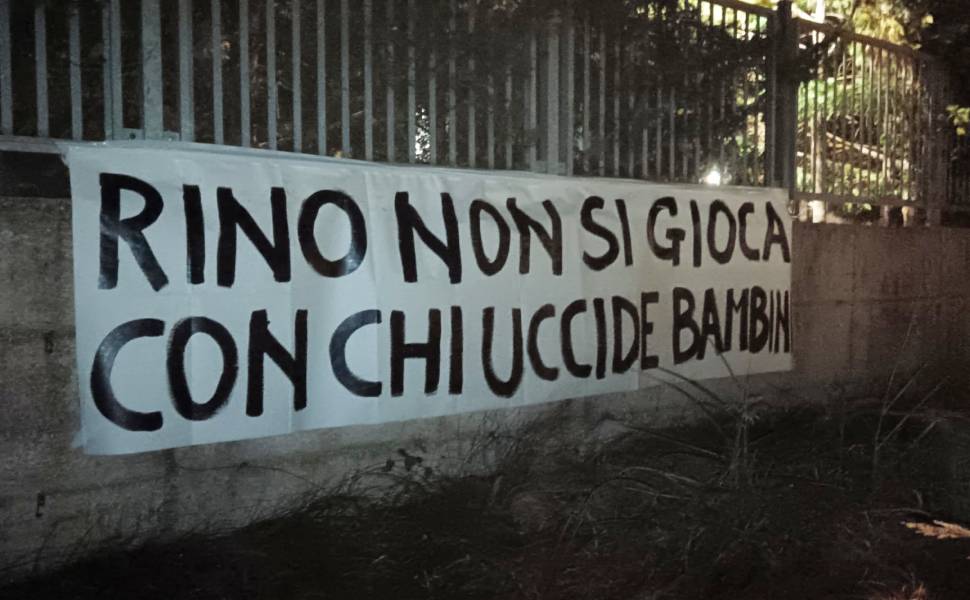 RINO NON SI GIOCA
CON CHI UCCIDE BAMBIN